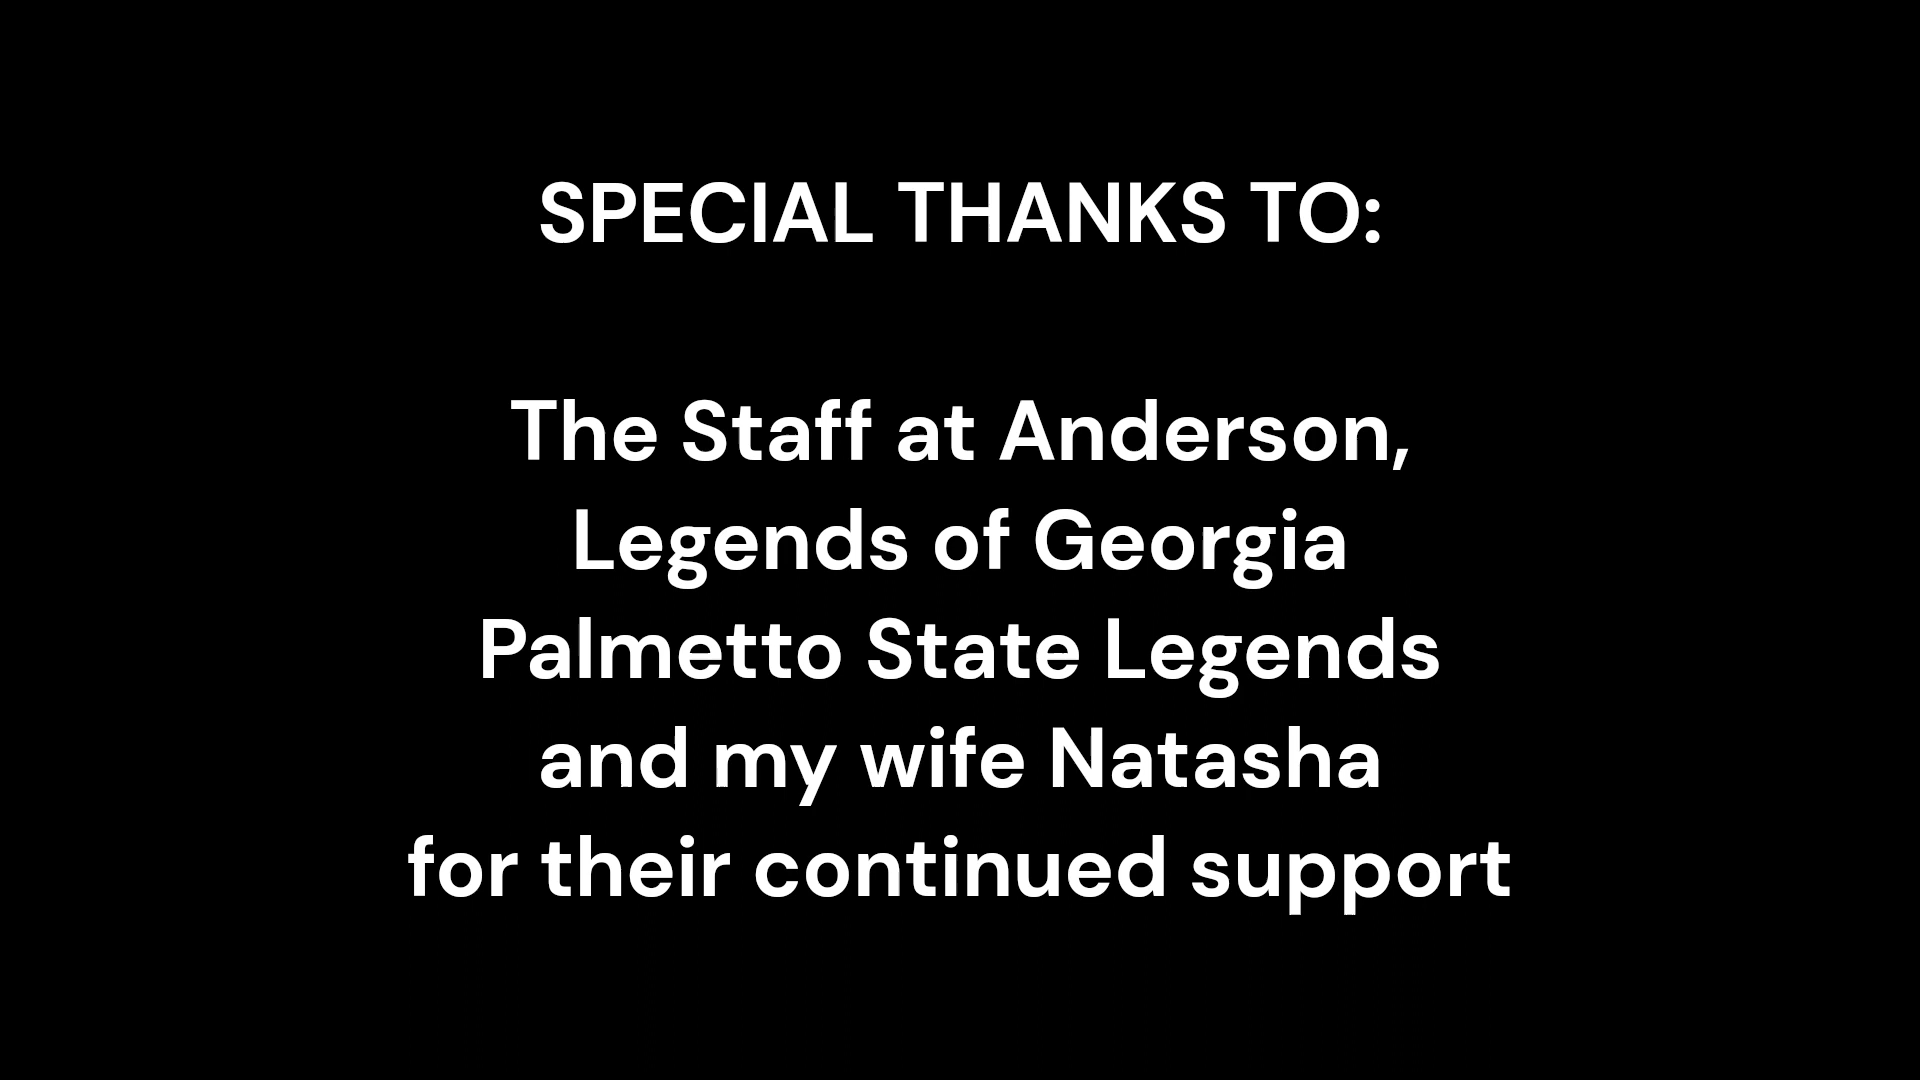 SPECIAL THANKS TO:
The Staff at Anderson,
Legends of Georgia
Palmetto State Legends
and my wife Natasha
for their continued support